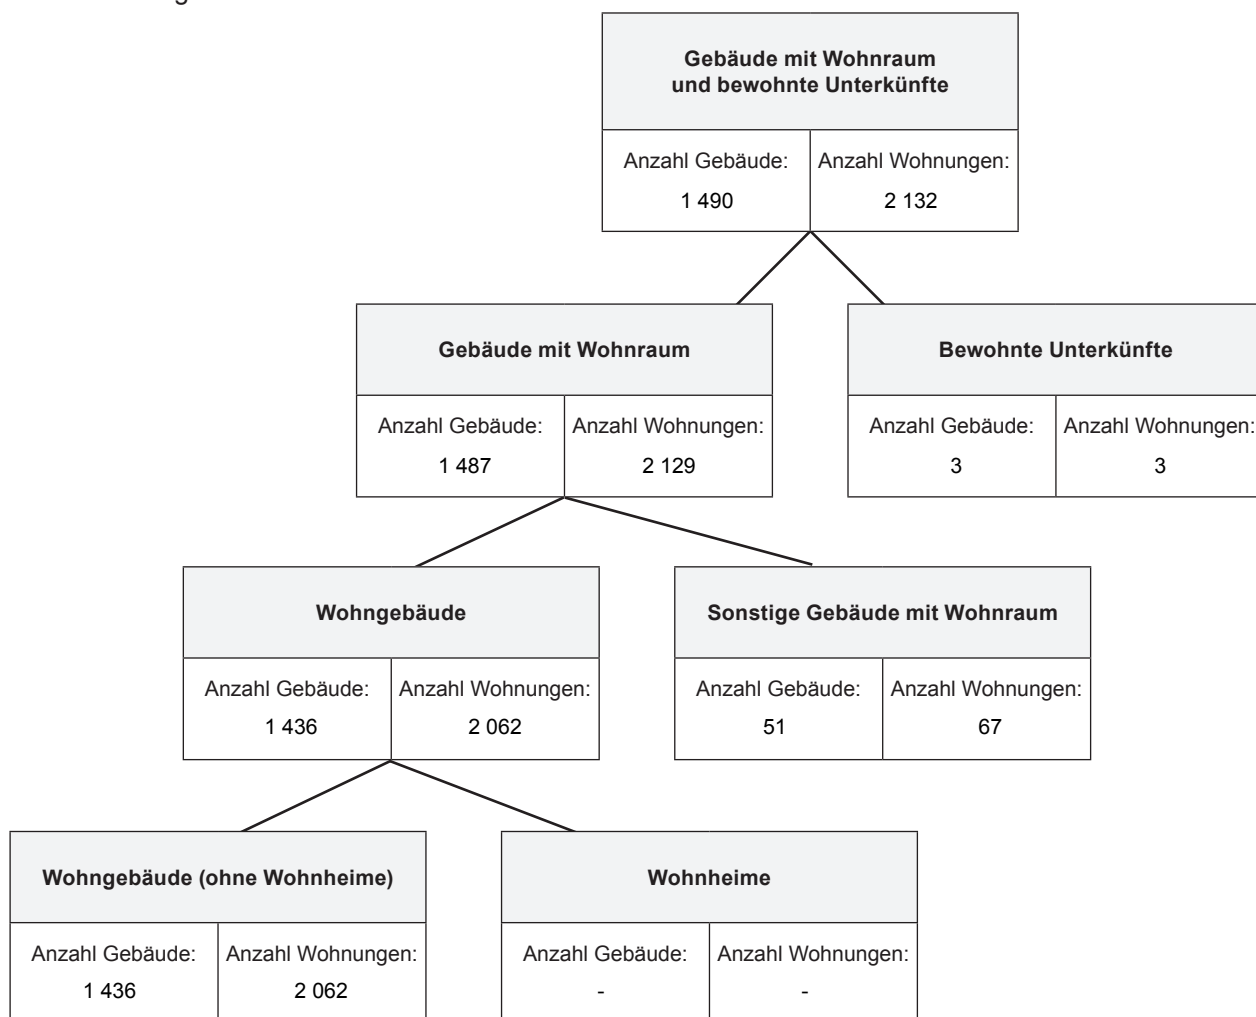 Gebäude mit Wohnraum
und bewohnte Unterkünfte
Anzahl Gebäude: Anzahl Wohnungen:
1 490 2 132
Gebäude mit Wohnraum Bewohnte Unterkünfte
Anzahl Gebäude: Anzahl Wohnungen: Anzahl Gebäude: Anzahl Wohnungen:
1 487 2 129 3 3
Wohngebäude Sonstige Gebäude mit Wohnraum
Anzahl Gebäude: Anzahl Wohnungen: Anzahl Gebäude: Anzahl Wohnungen:
1 436 2 062 51 67
Wohngebäude (ohne Wohnheime) Wohnheime
Anzahl Gebäude: Anzahl Wohnungen: Anzahl Gebäude: Anzahl Wohnungen:
1 436 2 062 - -